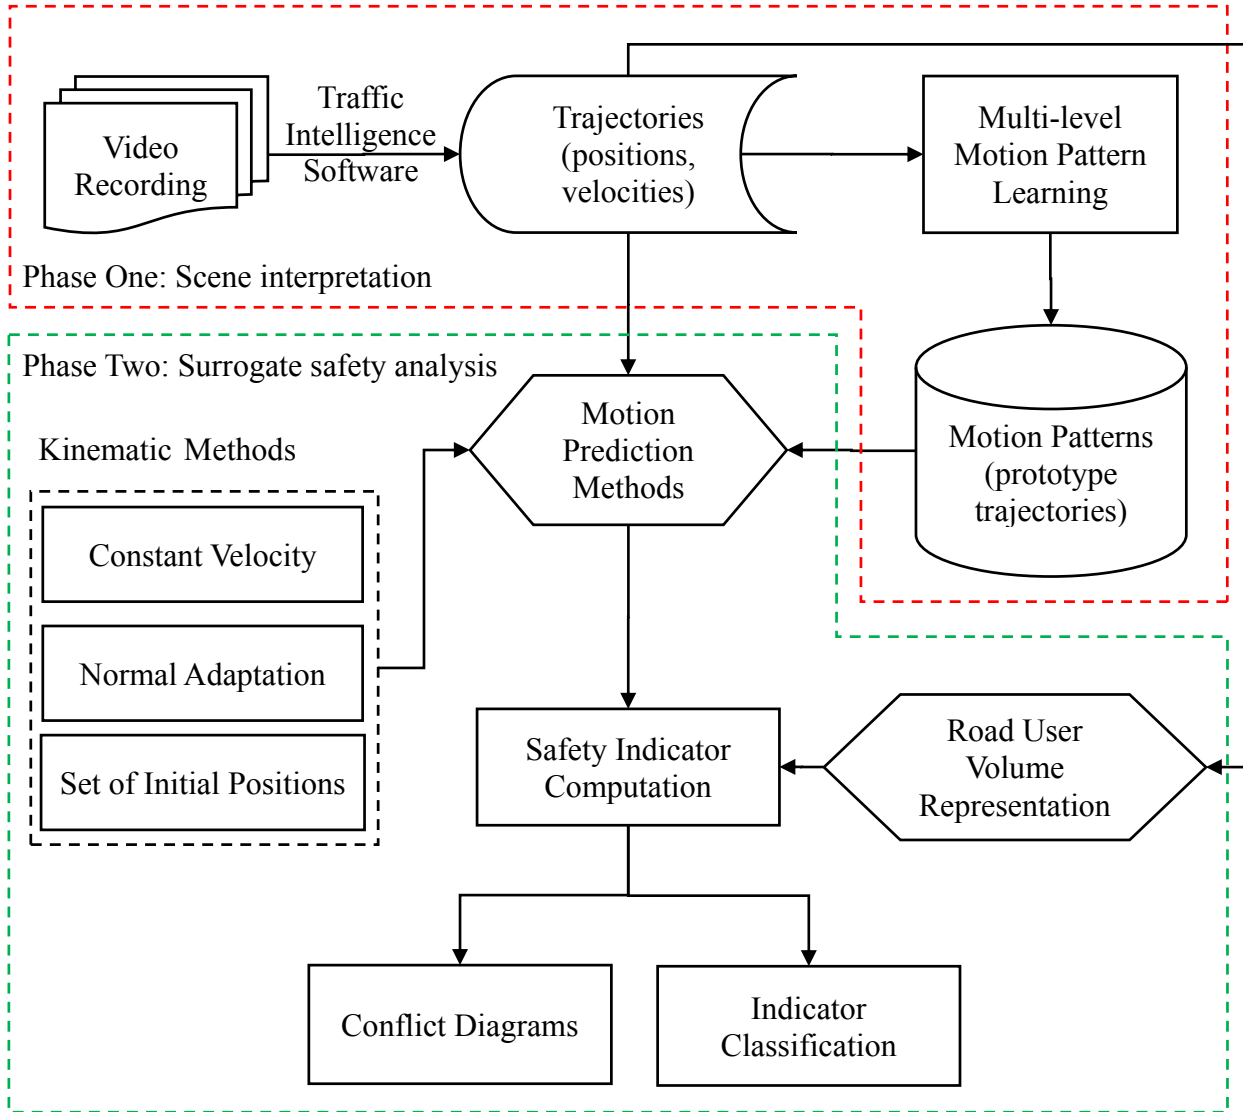 Video
Recording
Traffic
Intelligence
Software
Trajectories
(positions,
velocities)
Multi-level
Motion Pattern
Learning
Phase One: Scene interpretation
Phase Two: Surrogate safety analysis
Motion
Prediction
Methods
Motion Patterns
(prototype
trajectories)
Kinematic Methods
Constant Velocity
Normal Adaptation
Set of Initial Positions
Safety Indicator
Computation
Road User
Volume
Representation
Conflict Diagrams
Indicator
Classification